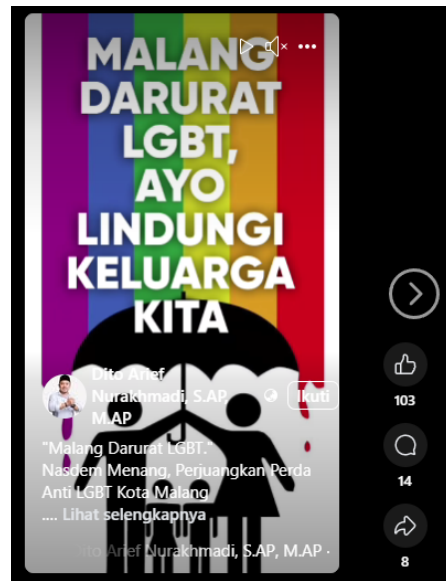 MALANG
DARURAT
LGBT,
AYO
LINDUNGI
KELUARGA
KITA
Dito Arief
Nurakhmadi, S.AP,
M.AP
Ikuti
"Malang Darurat LGBT."
Nasdem Menang, Perjuangkan Perda
Anti LGBT Kota Malang
.... Lihat selengkapnya
Dito Arief Nurakhmadi, S.AP, M.AP ·
103
14
8